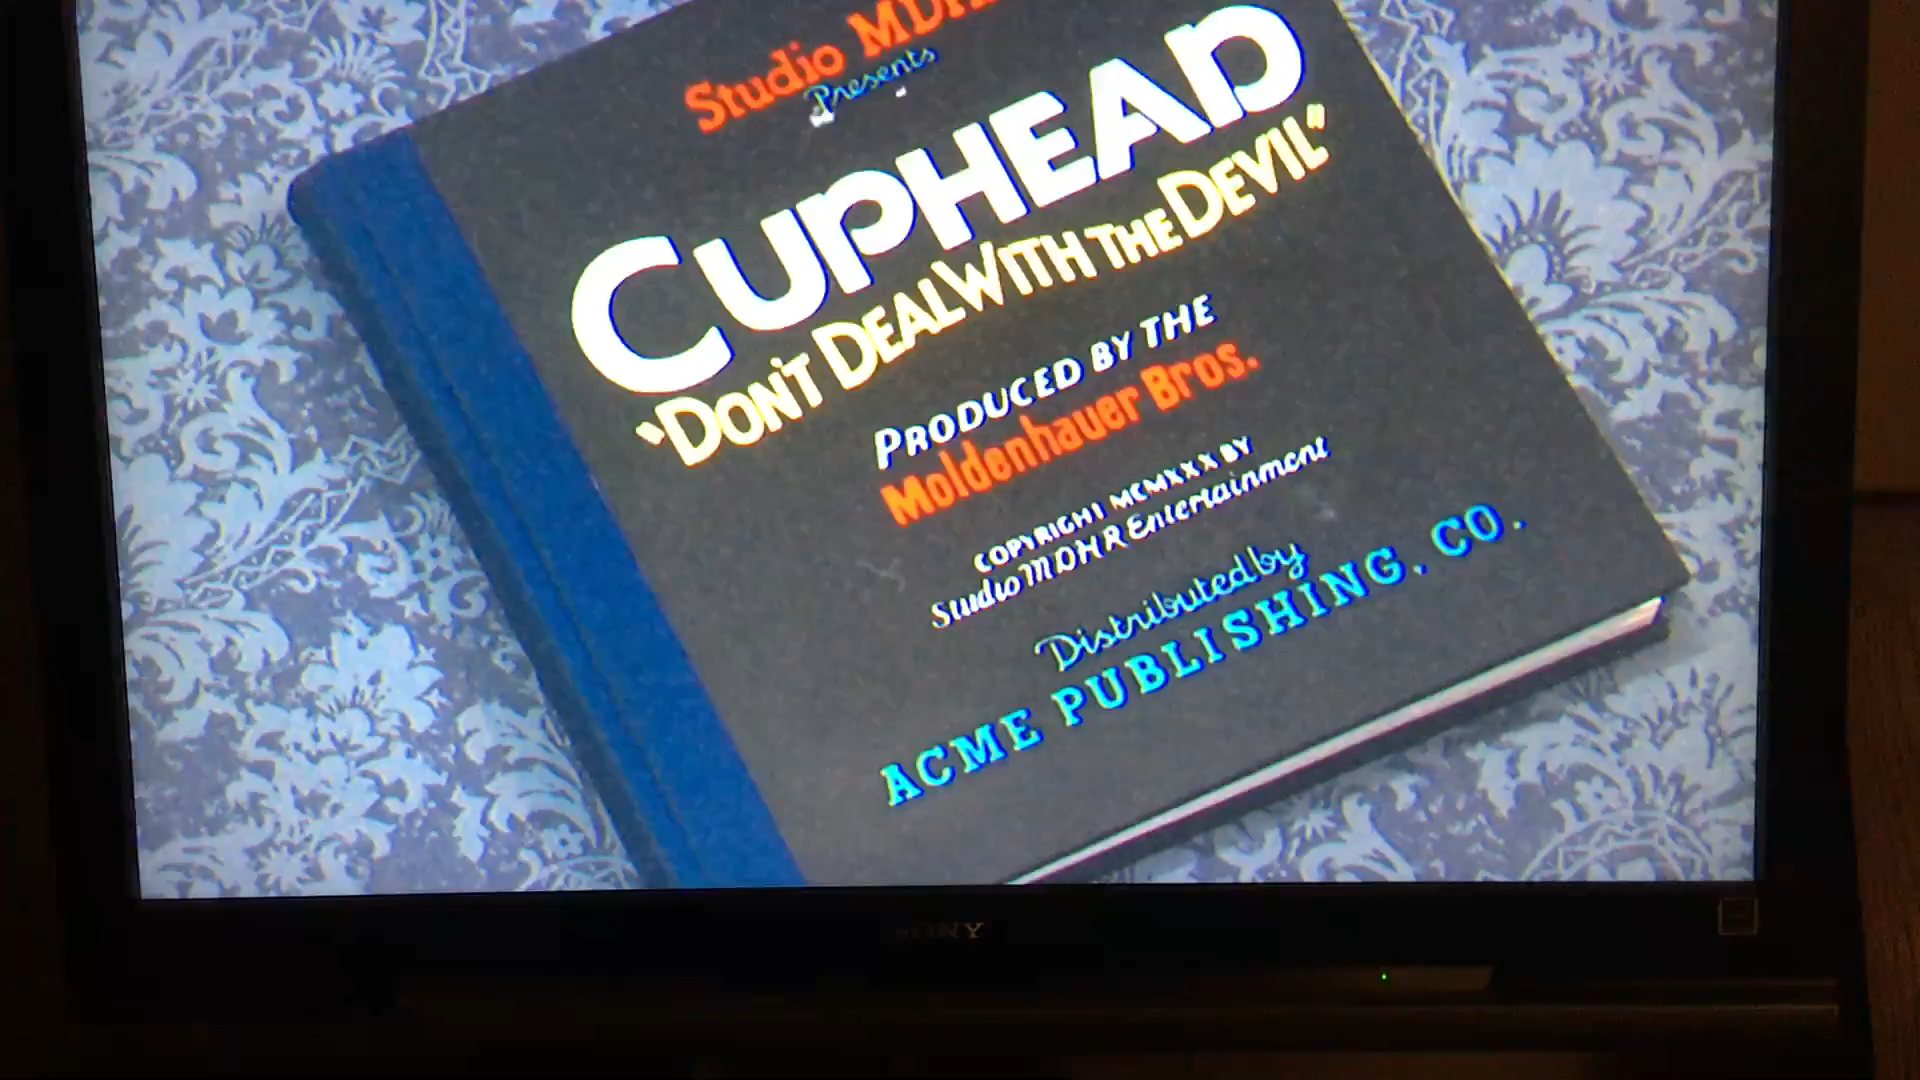 Studio MDHR
Presents
CUPHEAD
"DON'T DEAL WITH THE DEVIL"
PRODUCED BY THE
Moldenhauer Bros.
COPYRIGHT MCMXXX BY
Studio MDHR Entertainment
Distributed by
ACME PUBLISHING. CO.
SONY